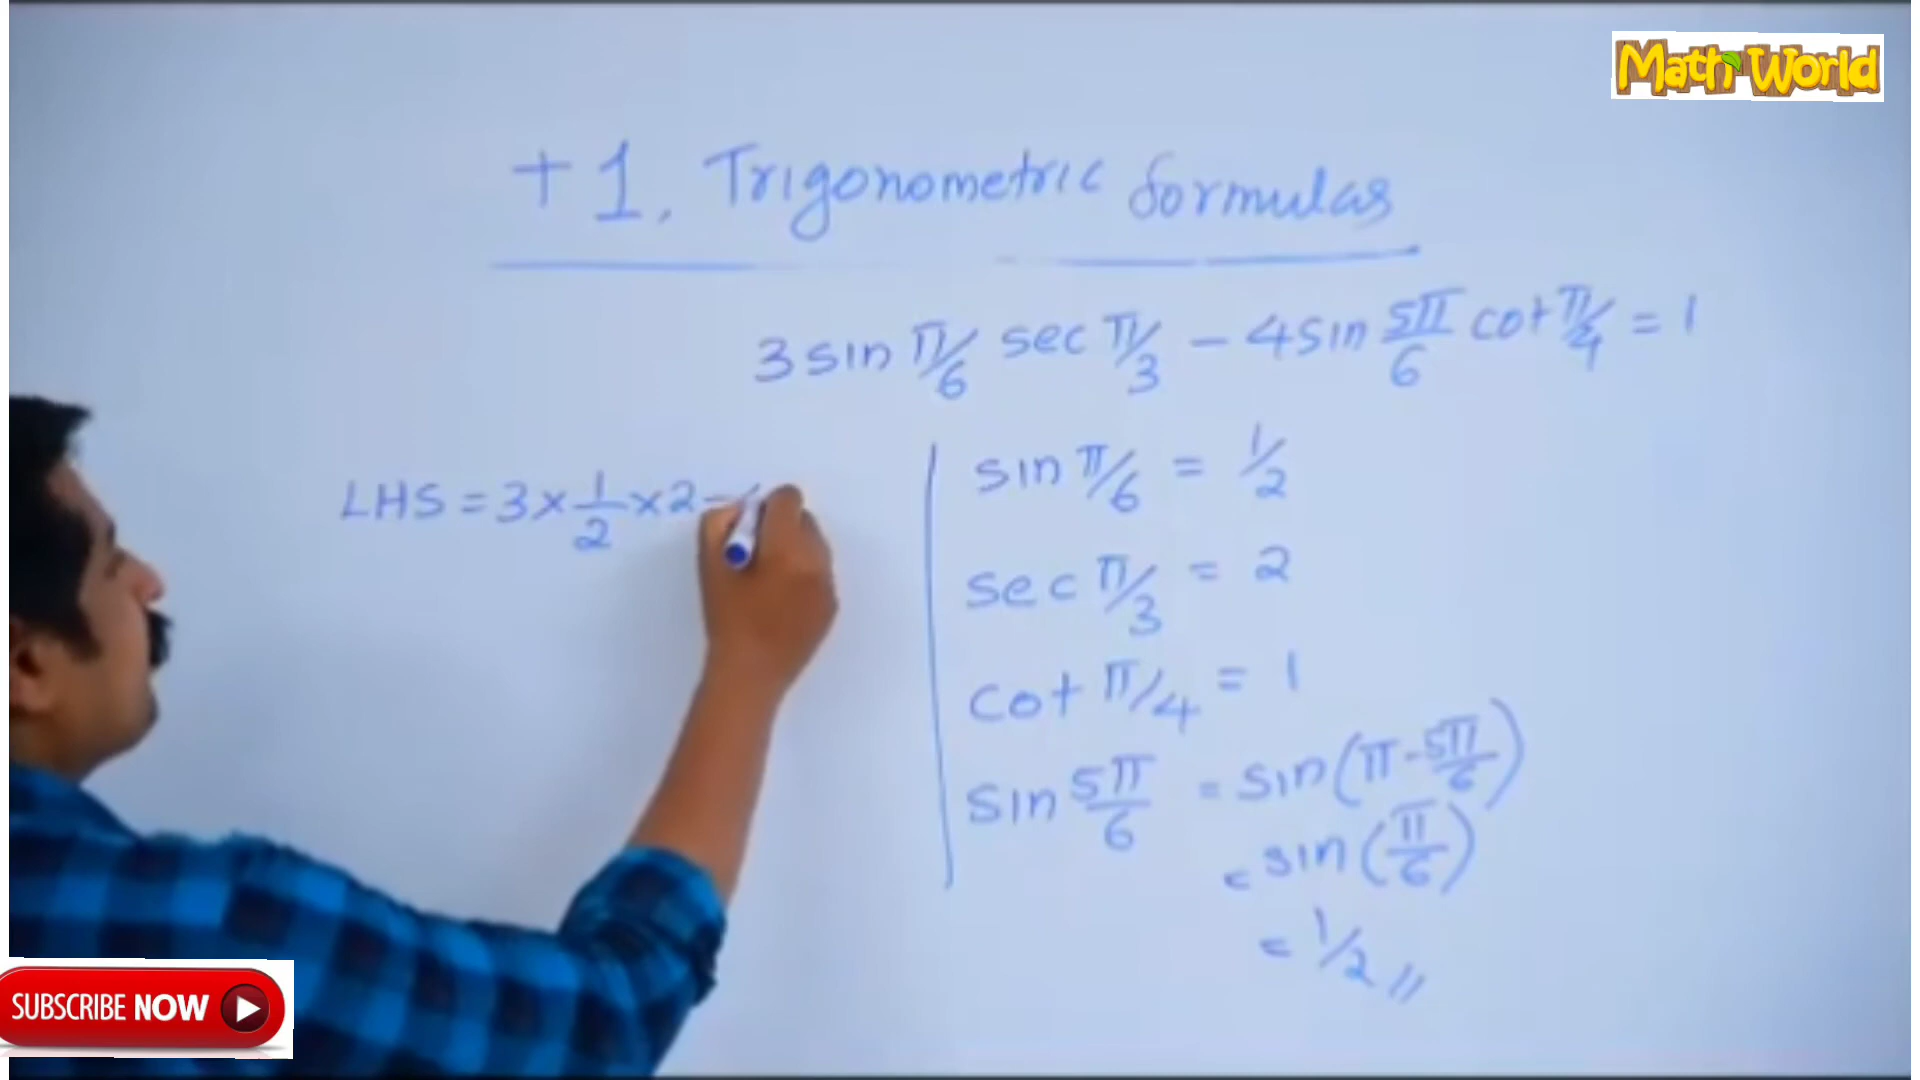 Math World
+1, Trigonometric formulas
3 sin π/6 sec π/3 - 4 sin 5π/6 cot π/4 = 1
LHS = 3 × 1/2 × 2 -
sin π/6 = 1/2
sec π/3 = 2
cot π/4 = 1
sin 5π/6 = sin (π - 5π/6)
= sin (π/6)
= 1/2 //
SUBSCRIBE NOW